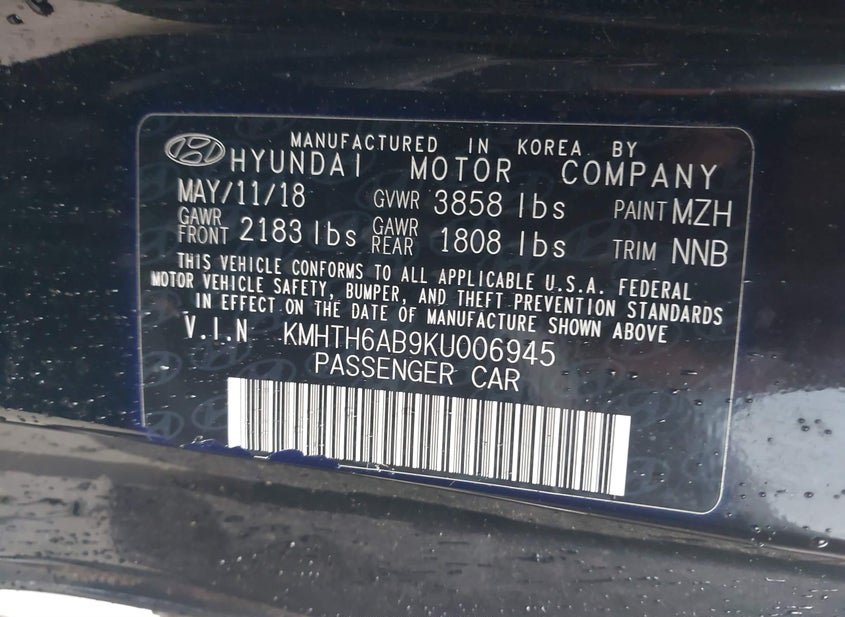 MANUFACTURED IN KOREA BY
HYUNDAI MOTOR COMPANY
MAY/11/18 GVWR 3858 lbs PAINT MZH
GAWR FRONT 2183 lbs GAWR REAR 1808 lbs TRIM NNB
THIS VEHICLE CONFORMS TO ALL APPLICABLE U.S.A. FEDERAL
MOTOR VEHICLE SAFETY, BUMPER, AND THEFT PREVENTION STANDARDS
IN EFFECT ON THE DATE OF MANUFACTURE SHOWN ABOVE
V.I.N KMHTH6AB9KU006945
PASSENGER CAR